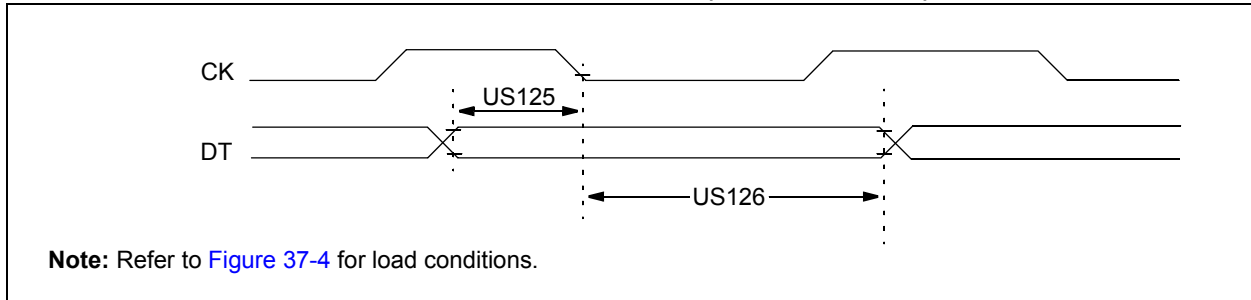 CK
US125
DT
US126
Note: Refer to Figure 37-4 for load conditions.